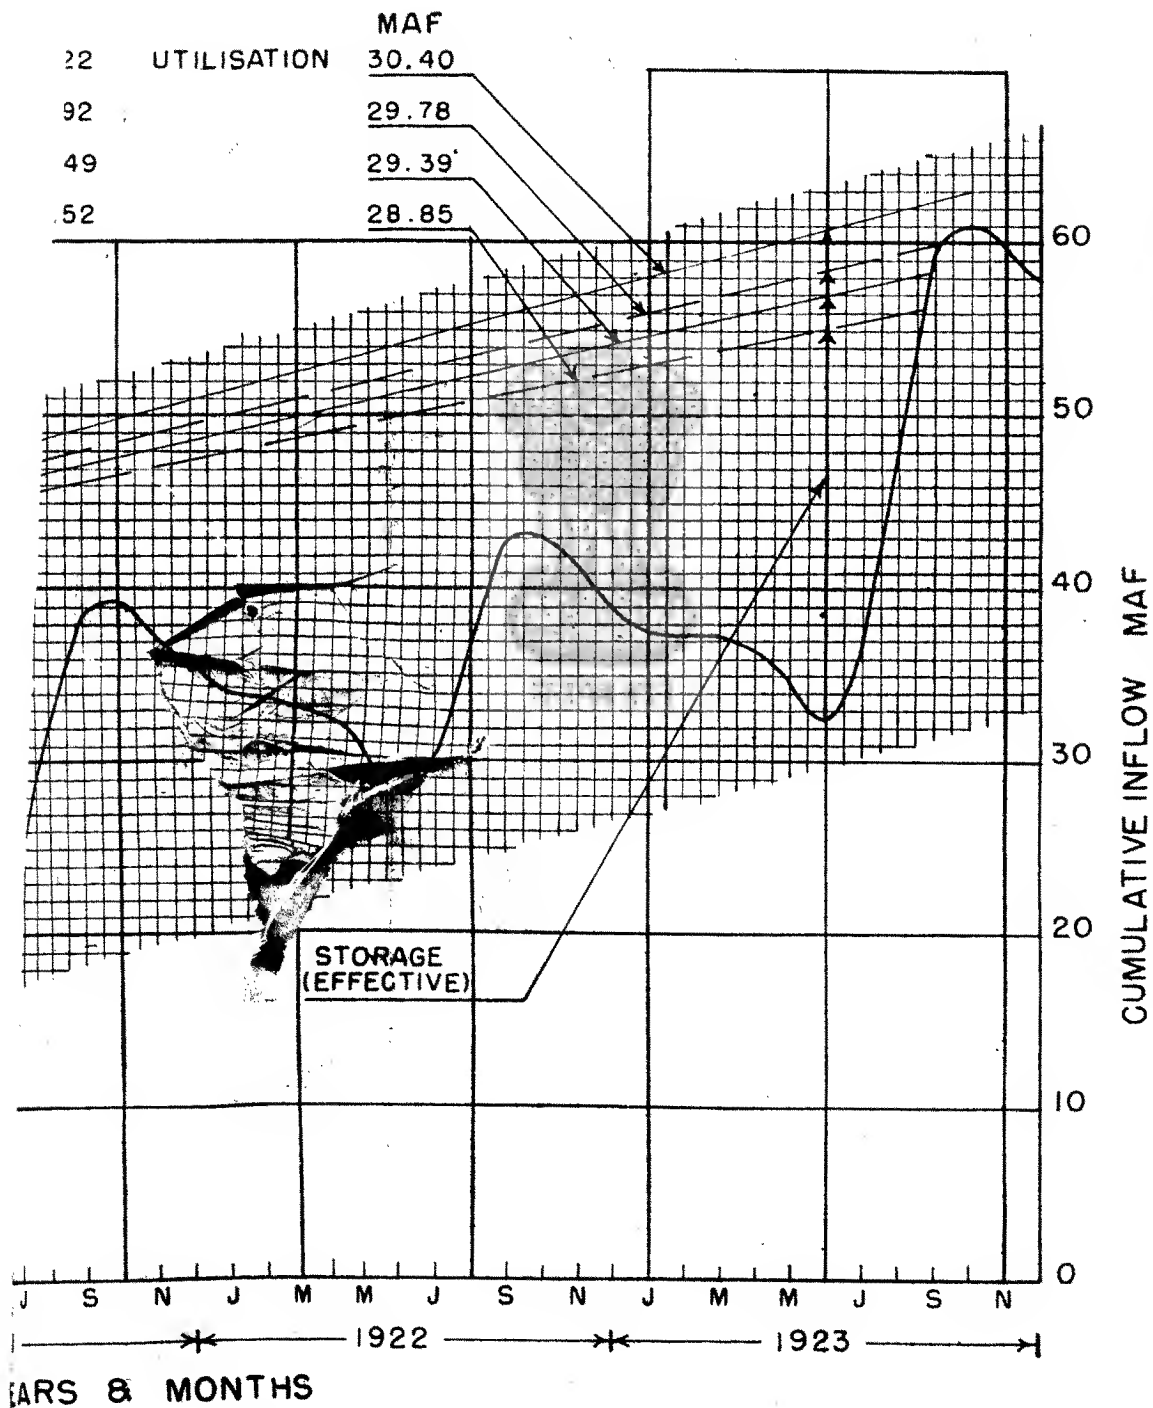 MAF
22 UTILISATION 30.40
92 29.78
49 29.39
.52 28.85
60
50
40
30
20
10
0
CUMULATIVE INFLOW MAF
STORAGE
(EFFECTIVE)
J S N J M M J S N J M M J S N
1922 1923
EARS & MONTHS